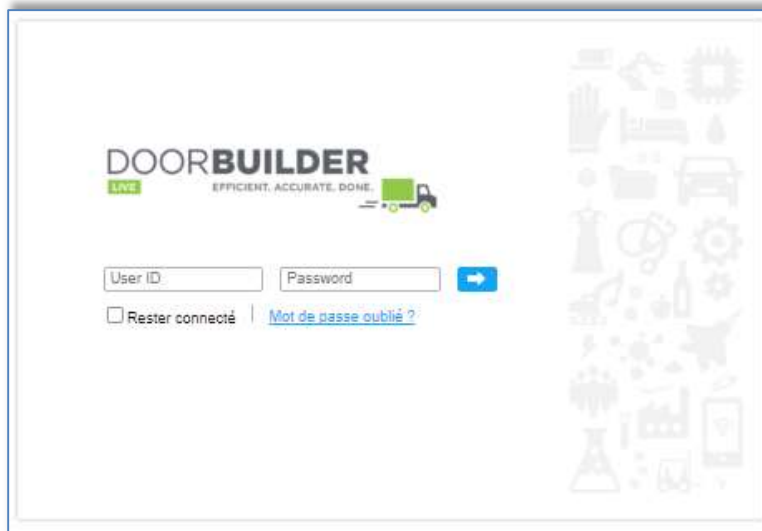 DOORBUILDER
LIVE EFFICIENT. ACCURATE. DONE.
User ID Password
Rester connecté | Mot de passe oublié ?